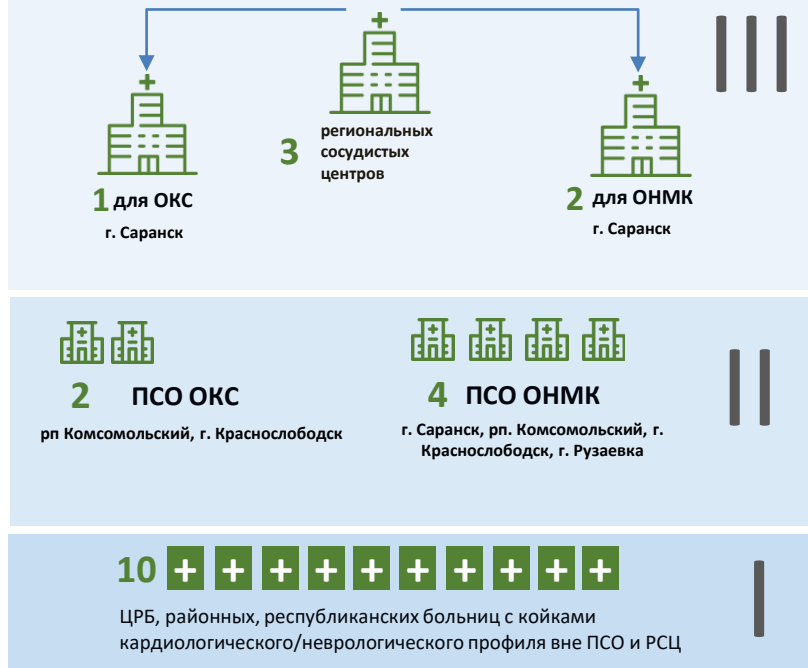 III
3 региональных
сосудистых
центров
1 для ОКС
г. Саранск
2 для ОНМК
г. Саранск
II
2 ПСО ОКС
рп Комсомольский, г. Краснослободск
4 ПСО ОНМК
г. Саранск, рп. Комсомольский, г.
Краснослободск, г. Рузаевка
I
10
ЦРБ, районных, республиканских больниц с койками
кардиологического/неврологического профиля вне ПСО и РСЦ